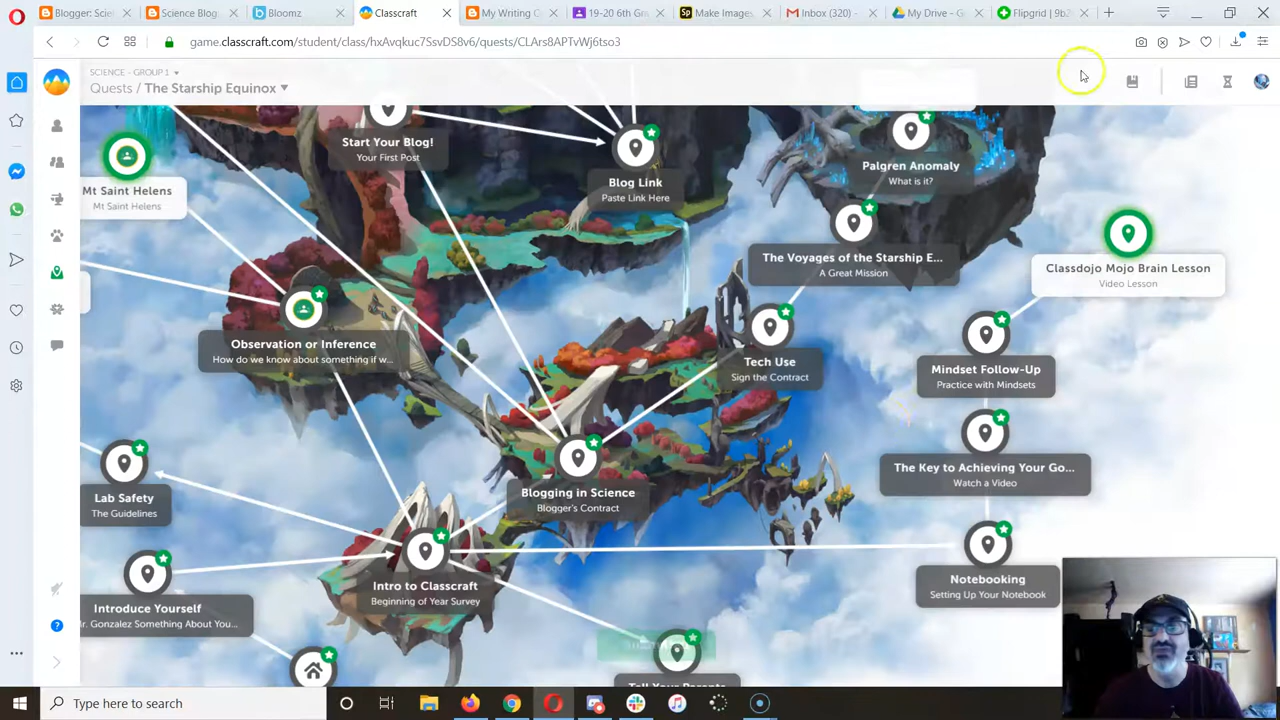 Blogger: Scie
Science Blog
Bloomz
Classcraft
My Writing C
19-20 6th Gr
Make Images,
Inbox (320) -
My Drive - G
Flipgrid | 9b2
game.classcraft.com/student/class/hxAvqkuc7SsvDS8v6/quests/CLArs8APTvWj6tso3
SCIENCE - GROUP 1
Quests / The Starship Equinox
Start Your Blog!
Your First Post
Blog Link
Paste Link Here
Palgren Anomaly
What is it?
Mt Saint Helens
Mt Saint Helens
The Voyages of the Starship E...
A Great Mission
Classdojo Mojo Brain Lesson
Video Lesson
Observation or Inference
How do we know about something if w...
Tech Use
Sign the Contract
Mindset Follow-Up
Practice with Mindsets
The Key to Achieving Your Go...
Watch a Video
Lab Safety
The Guidelines
Blogging in Science
Blogger's Contract
Intro to Classcraft
Beginning of Year Survey
Notebooking
Setting Up Your Notebook
Introduce Yourself
Mr. Gonzalez Something About You...
Tell Your Parents
Type here to search